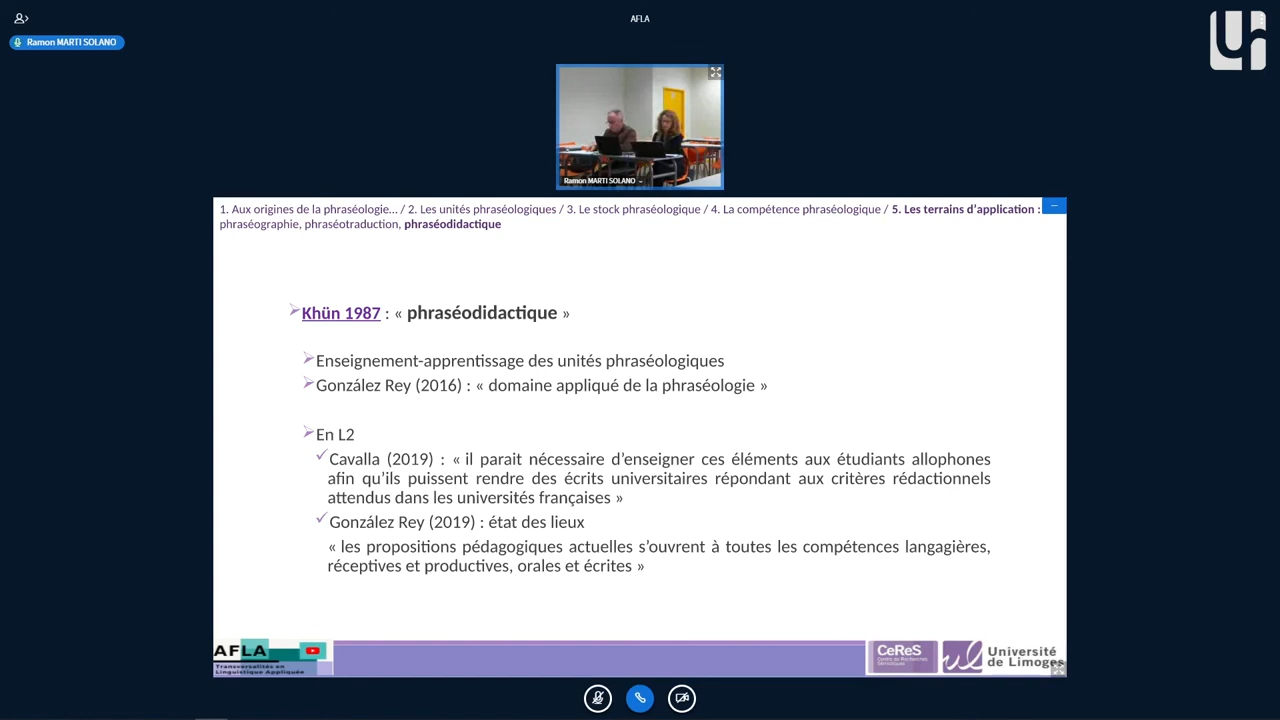 AFLA
Ramon MARTI SOLANO
Ramon MARTI SOLANO
1. Aux origines de la phraséologie… / 2. Les unités phraséologiques / 3. Le stock phraséologique / 4. La compétence phraséologique / 5. Les terrains d'application :
phraséographie, phraséotraduction, phraséodidactique
Khün 1987 : « phraséodidactique »
Enseignement-apprentissage des unités phraséologiques
González Rey (2016) : « domaine appliqué de la phraséologie »
En L2
Cavalla (2019) : « il parait nécessaire d'enseigner ces éléments aux étudiants allophones
afin qu'ils puissent rendre des écrits universitaires répondant aux critères rédactionnels
attendus dans les universités françaises »
González Rey (2019) : état des lieux
« les propositions pédagogiques actuelles s'ouvrent à toutes les compétences langagières,
réceptives et productives, orales et écrites »
AFLA
Transversalités en
Linguistique Appliquée
CeReS
Centre de Recherches
Sémiotiques
ul
Université
de Limoges